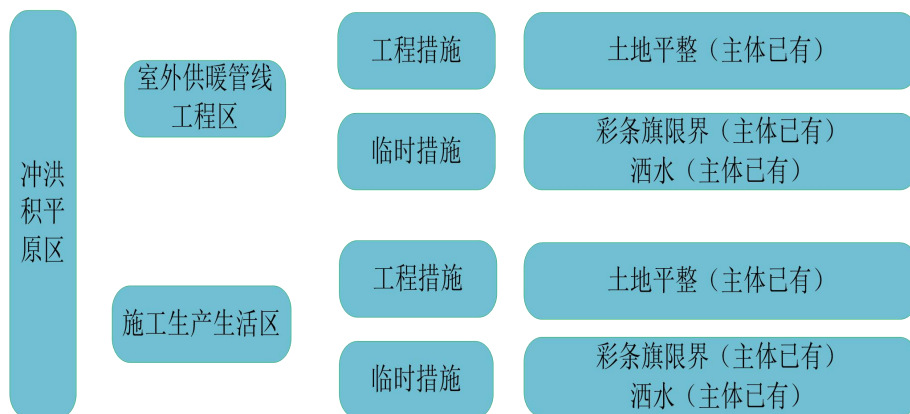 冲洪
积平
原区
室外供暖管线
工程区
工程措施
土地平整（主体已有）
临时措施
彩条旗限界（主体已有）
洒水（主体已有）
施工生产生活区
工程措施
土地平整（主体已有）
临时措施
彩条旗限界（主体已有）
洒水（主体已有）